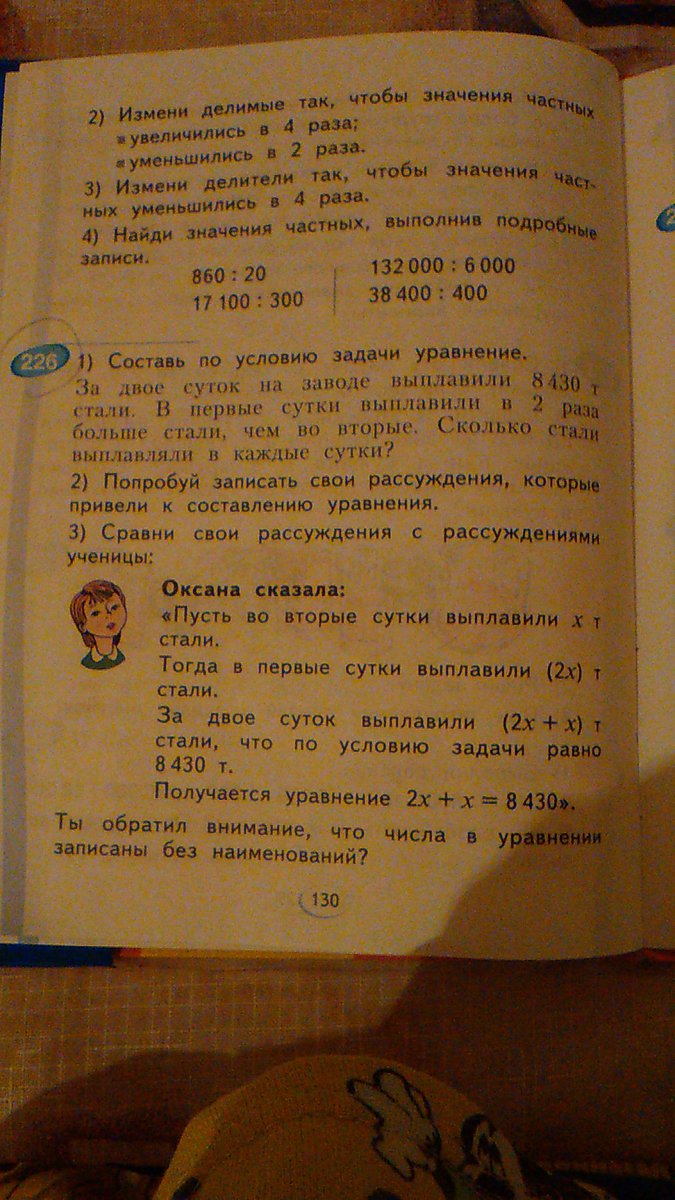 2) Измени делимые так, чтобы значения частных
увеличились в 4 раза;
уменьшились в 2 раза.
3) Измени делители так, чтобы значения част-
ных уменьшились в 4 раза.
4) Найди значения частных, выполнив подробные
записи.
860 : 20
17 100 : 300
132 000 : 6 000
38 400 : 400
226 1) Составь по условию задачи уравнение.
За двое суток на заводе выплавили 8 430 т
стали. В первые сутки выплавили в 2 раза
больше стали, чем во вторые. Сколько стали
выплавляли в каждые сутки?
2) Попробуй записать свои рассуждения, которые
привели к составлению уравнения.
3) Сравни свои рассуждения с рассуждениями
ученицы:
Оксана сказала:
«Пусть во вторые сутки выплавили x т
стали.
Тогда в первые сутки выплавили (2x) т
стали.
За двое суток выплавили (2x + x) т
стали, что по условию задачи равно
8 430 т.
Получается уравнение 2x + x = 8 430».
Ты обратил внимание, что числа в уравнении
записаны без наименований?
130